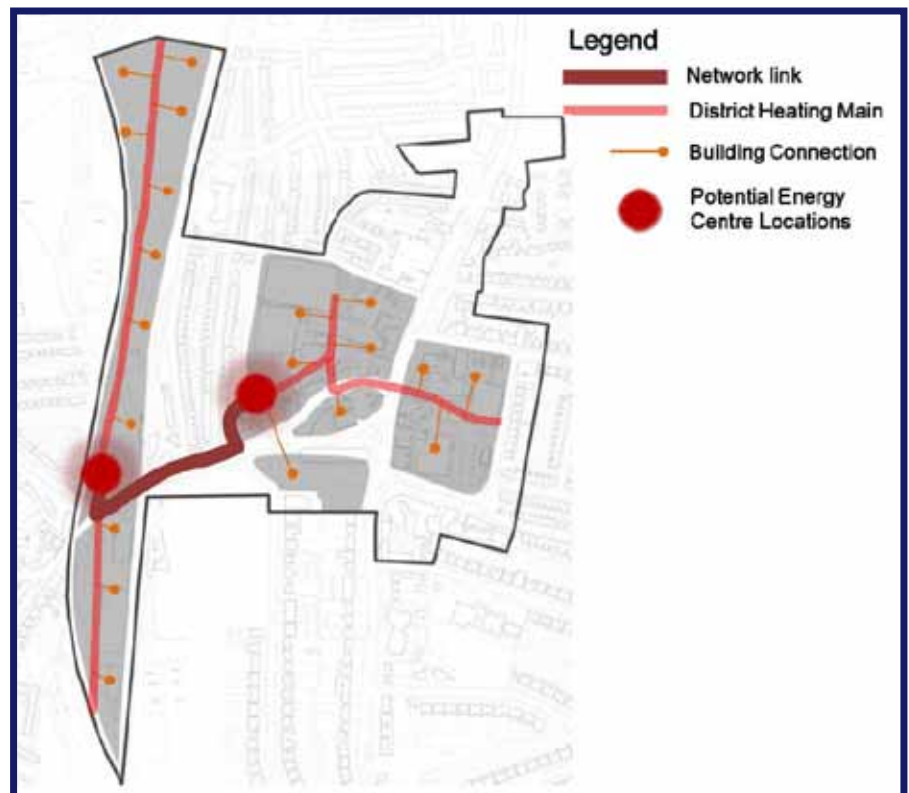 Legend
Network link
District Heating Main
Building Connection
Potential Energy
Centre Locations